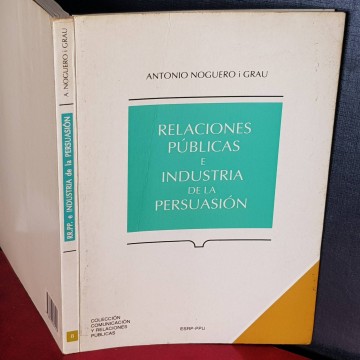 ANTONIO NOGUERO i GRAU
RELACIONES
PÚBLICAS
E
INDUSTRIA
DE LA
PERSUASIÓN
ESRP-PPU
A. NOGUERO i GRAU
RR.PP. e INDUSTRIA de la PERSUASIÓN
COLECCIÓN
COMUNICACIÓN
Y RELACIONES
PÚBLICAS